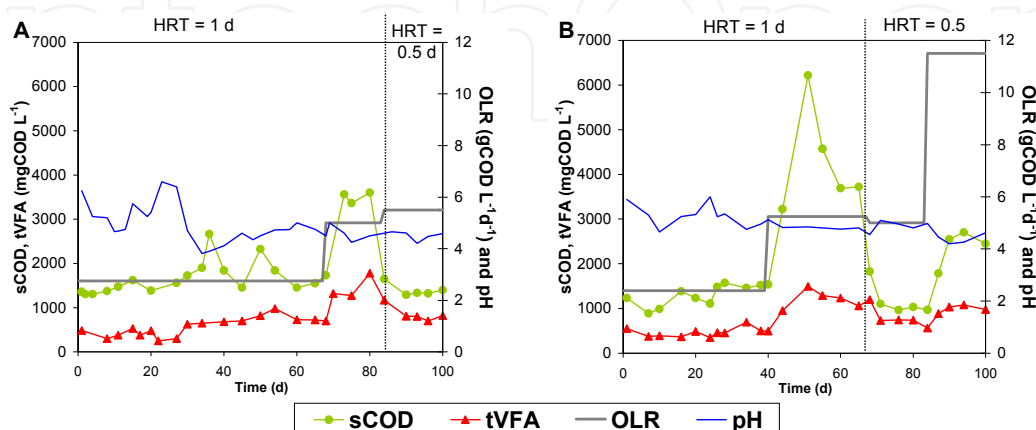 A
HRT = 1 d
HRT =
0.5 d
7000
6000
5000
4000
3000
2000
1000
0
sCOD, tVFA (mgCOD L⁻¹)
12
10
8
6
4
2
0
OLR (gCOD L⁻¹d⁻¹) and pH
0 20 40 60 80 100
Time (d)
B
HRT = 1 d
HRT = 0.5
7000
6000
5000
4000
3000
2000
1000
0
sCOD, tVFA (mgCOD L⁻¹)
12
10
8
6
4
2
0
OLR (gCOD L⁻¹d⁻¹) and pH
0 20 40 60 80 100
Time (d)
sCOD tVFA OLR pH